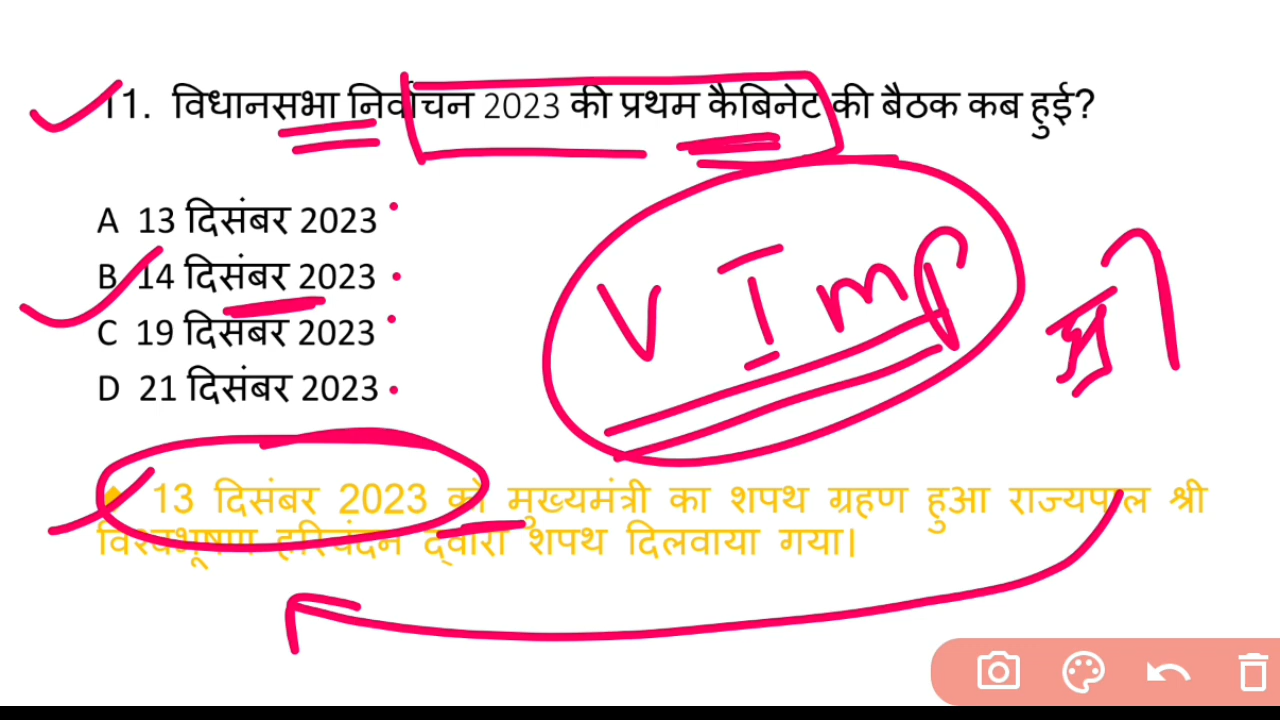 11. विधानसभा निर्वाचन 2023 की प्रथम कैबिनेट की बैठक कब हुई?
A 13 दिसंबर 2023
B 14 दिसंबर 2023
C 19 दिसंबर 2023
D 21 दिसंबर 2023
V Imp
13 दिसंबर 2023 को मुख्यमंत्री का शपथ ग्रहण हुआ राज्यपाल श्री
विश्वभूषण हरिचंदन द्वारा शपथ दिलवाया गया।